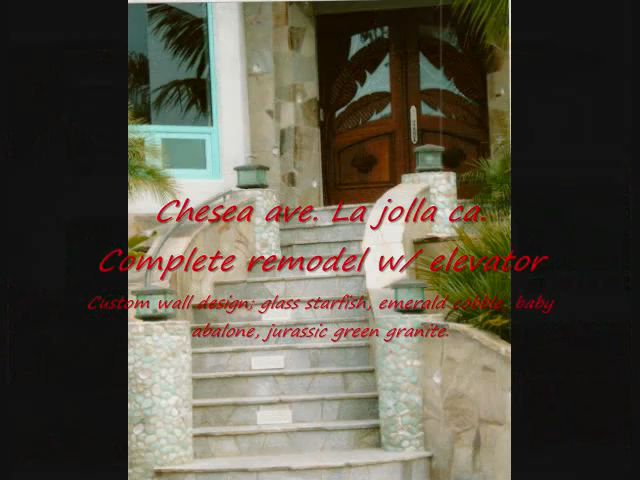 Chesea ave. La jolla ca.
Complete remodel w/ elevator
Custom wall design; glass starfish, emerald cobble, baby
abalone, jurassic green granite.